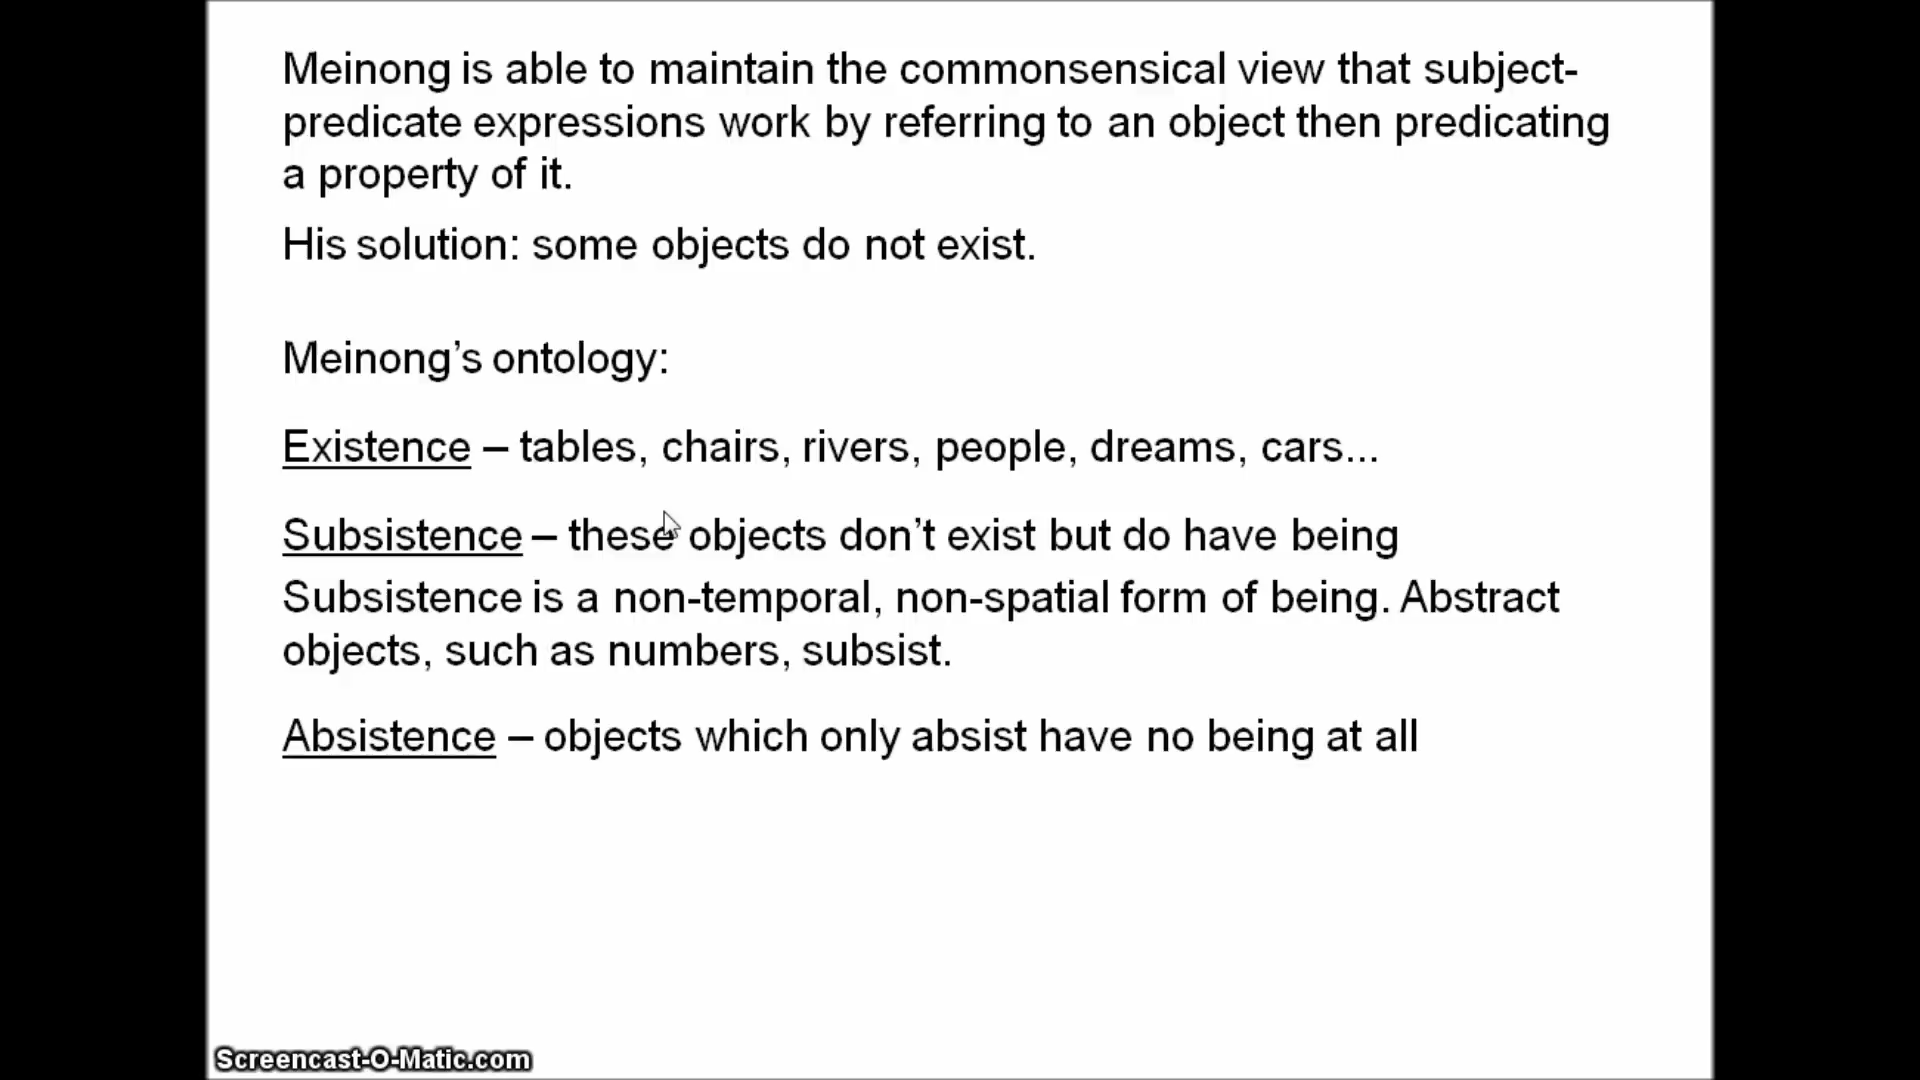 Meinong is able to maintain the commonsensical view that subject-
predicate expressions work by referring to an object then predicating
a property of it.
His solution: some objects do not exist.
Meinong’s ontology:
Existence – tables, chairs, rivers, people, dreams, cars...
Subsistence – these objects don’t exist but do have being
Subsistence is a non-temporal, non-spatial form of being. Abstract
objects, such as numbers, subsist.
Absistence – objects which only absist have no being at all
Screencast-O-Matic.com